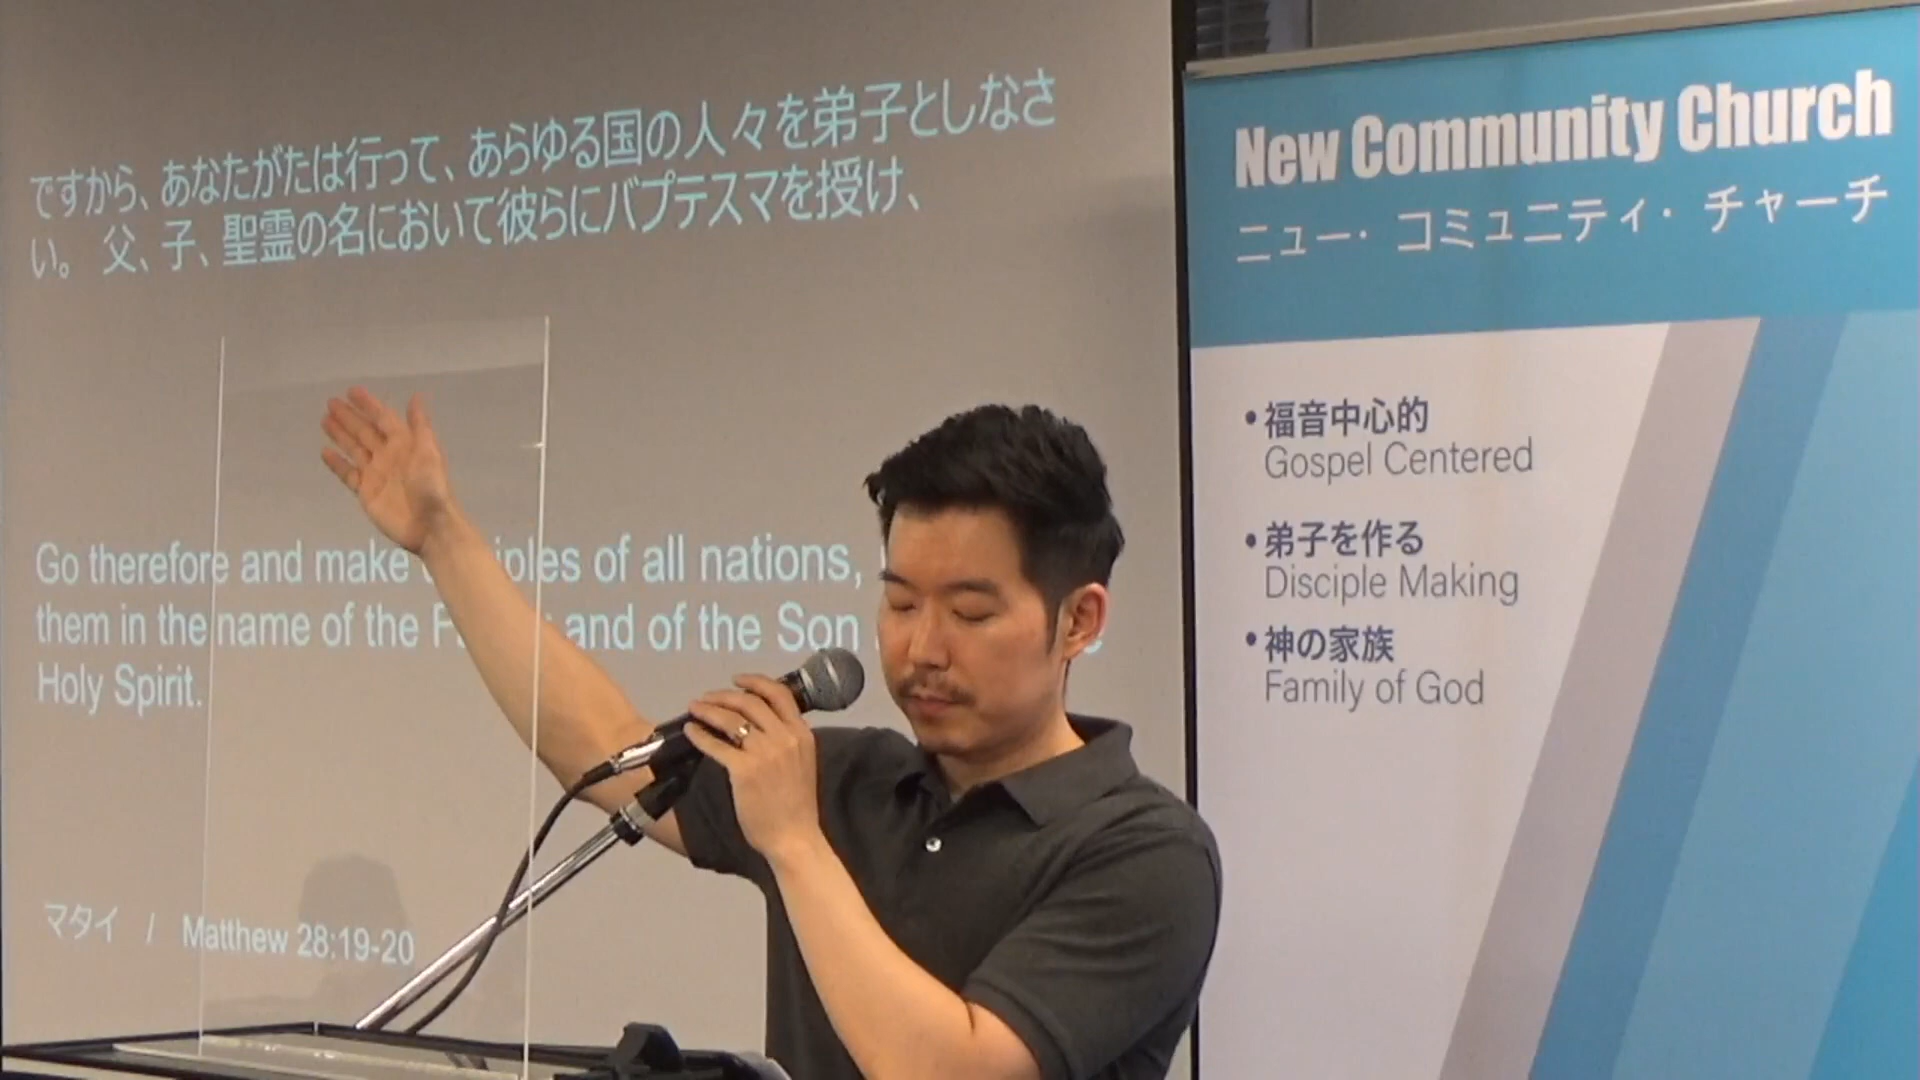 ですから、あなたがたは行って、あらゆる国の人々を弟子としなさ
い。 父、子、聖霊の名において彼らにバプテスマを授け、
Go therefore and make of all nations,
them in the name of the and of the Son
Holy Spirit.
マタイ / Matthew 28:19-20
New Community Church
ニュー・コミュニティ・チャーチ
• 福音中心的
Gospel Centered
• 弟子を作る
Disciple Making
• 神の家族
Family of God